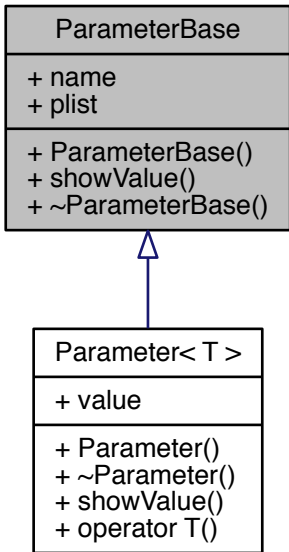 ParameterBase
+ name
+ plist
+ ParameterBase()
+ showValue()
+ ~ParameterBase()
Parameter< T >
+ value
+ Parameter()
+ ~Parameter()
+ showValue()
+ operator T()